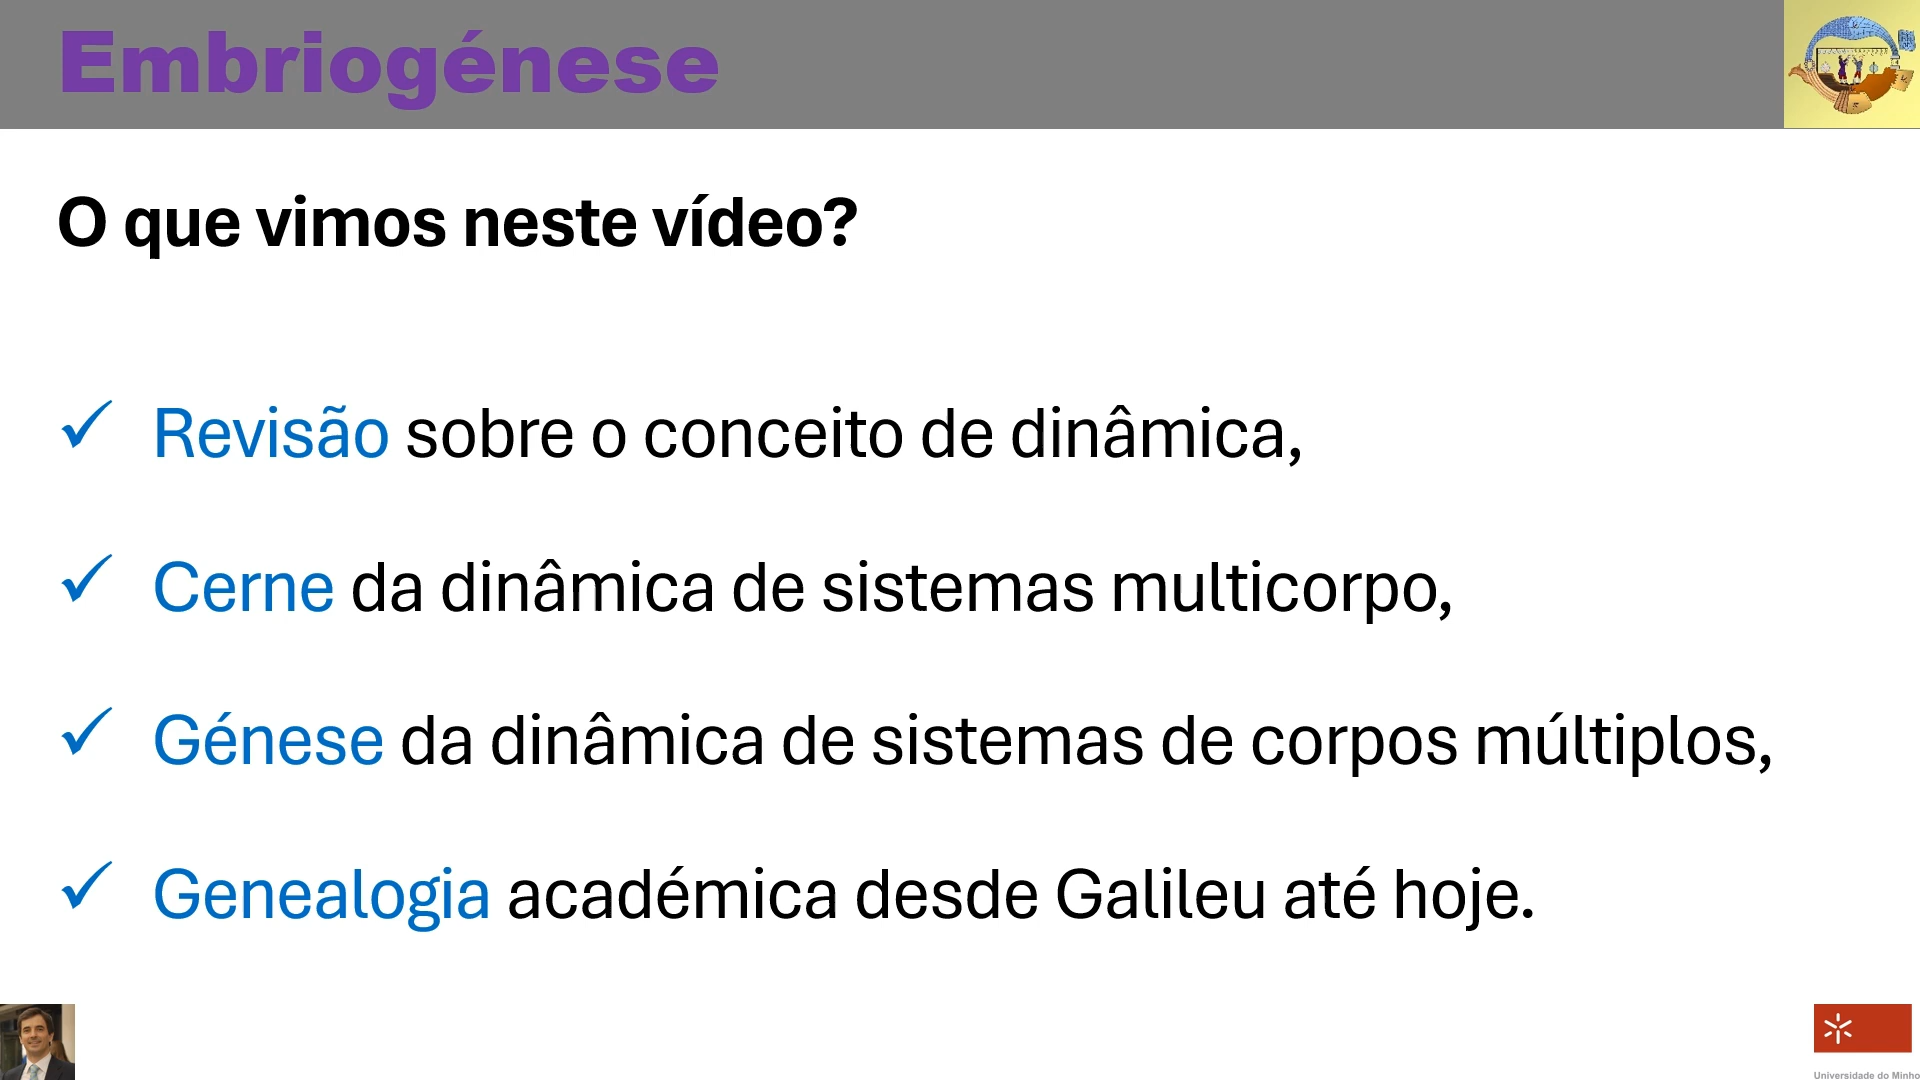 Embriogénese
O que vimos neste vídeo?
Revisão sobre o conceito de dinâmica,
Cerne da dinâmica de sistemas multicorpo,
Génese da dinâmica de sistemas de corpos múltiplos,
Genealogia académica desde Galileu até hoje.
Universidade do Minho